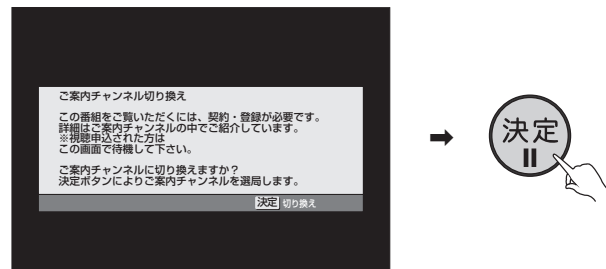 ご案内チャンネル切り換え
この番組をご覧いただくには、契約・登録が必要です。
詳細はご案内チャンネルの中でご紹介しています。
※視聴申込された方は
この画面で待機して下さい。
ご案内チャンネルに切り換えますか?
決定ボタンによりご案内チャンネルを選局します。
決定 切り換え
決定